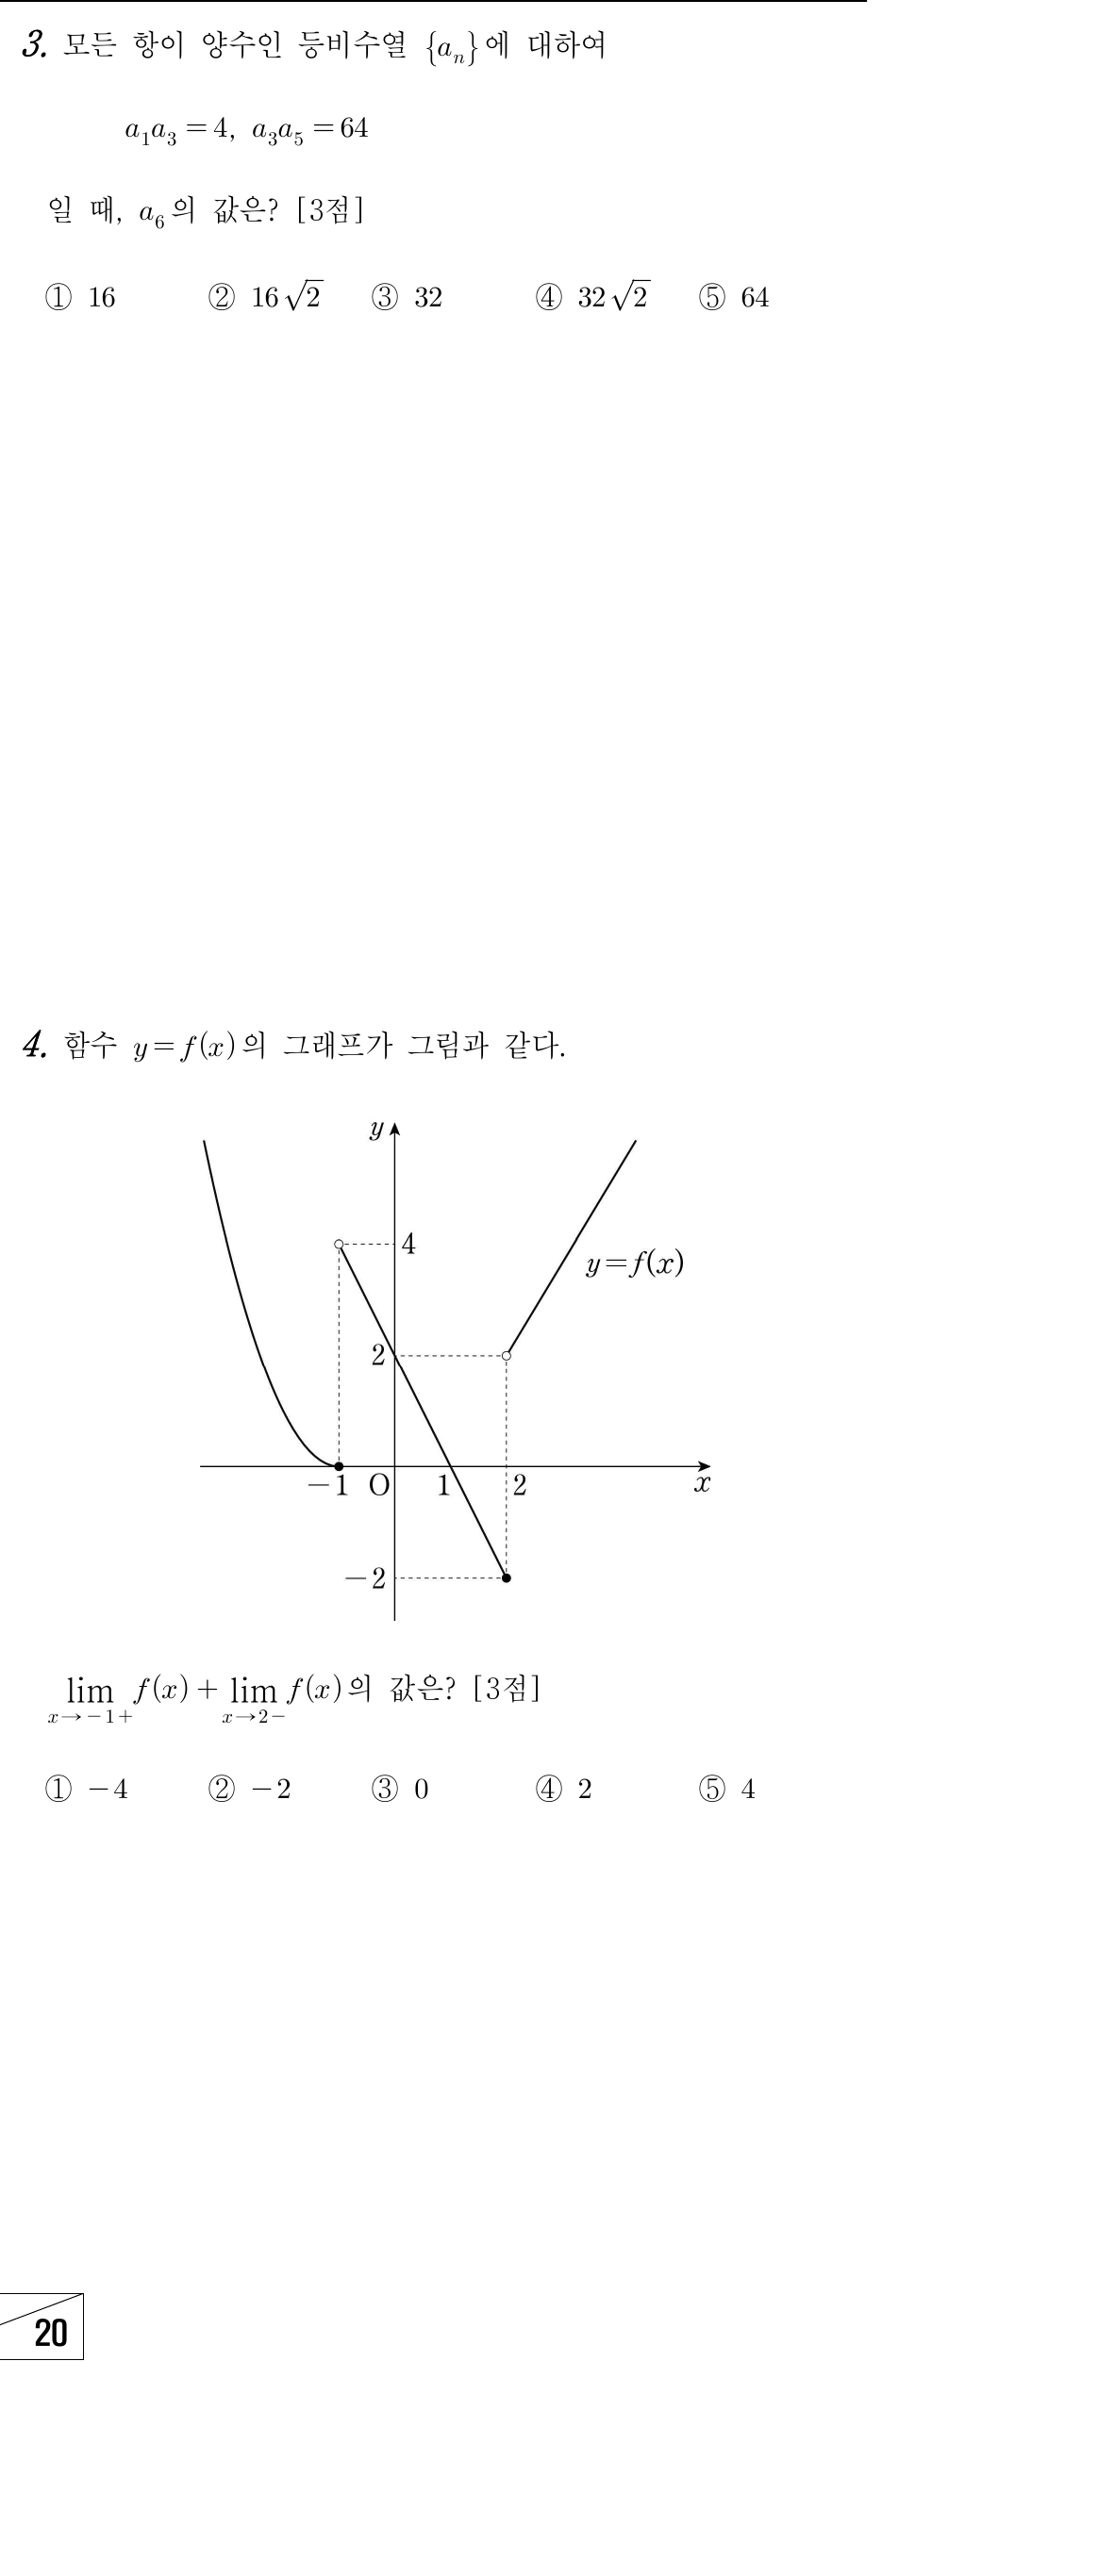 3. 모든 항이 양수인 등비수열 {aₙ}에 대하여
a₁a₃ = 4, a₃a₅ = 64
일 때, a₆의 값은? [3점]
① 16 ② 16√2 ③ 32 ④ 32√2 ⑤ 64
4. 함수 y=f(x)의 그래프가 그림과 같다.
y
4
y=f(x)
2
−1 O 1 2 x
−2
lim f(x) + lim f(x)의 값은? [3점]
x→−1+ x→2−
① −4 ② −2 ③ 0 ④ 2 ⑤ 4
20